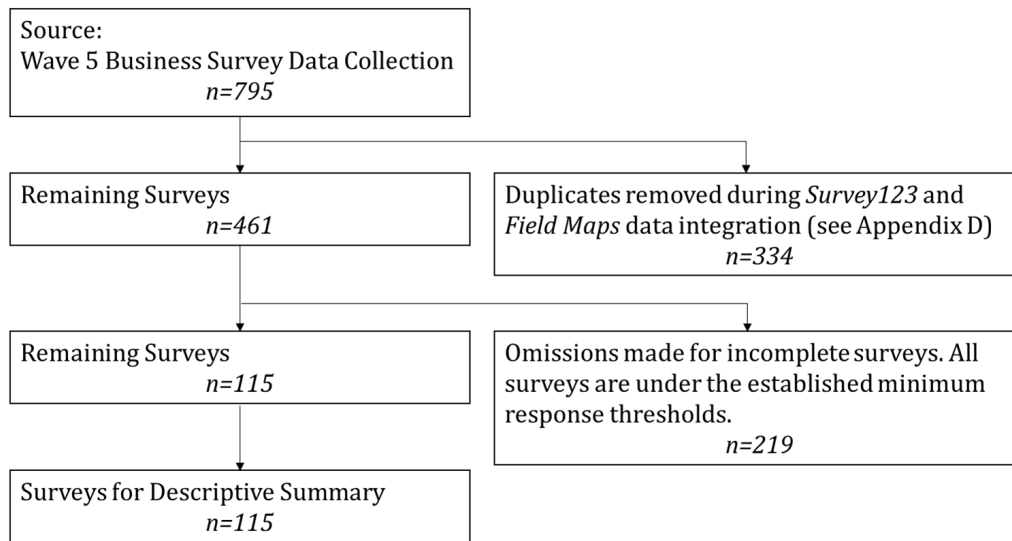 Source:
Wave 5 Business Survey Data Collection
n=795
Remaining Surveys
n=461
Duplicates removed during Survey123 and
Field Maps data integration (see Appendix D)
n=334
Remaining Surveys
n=115
Omissions made for incomplete surveys. All
surveys are under the established minimum
response thresholds.
n=219
Surveys for Descriptive Summary
n=115